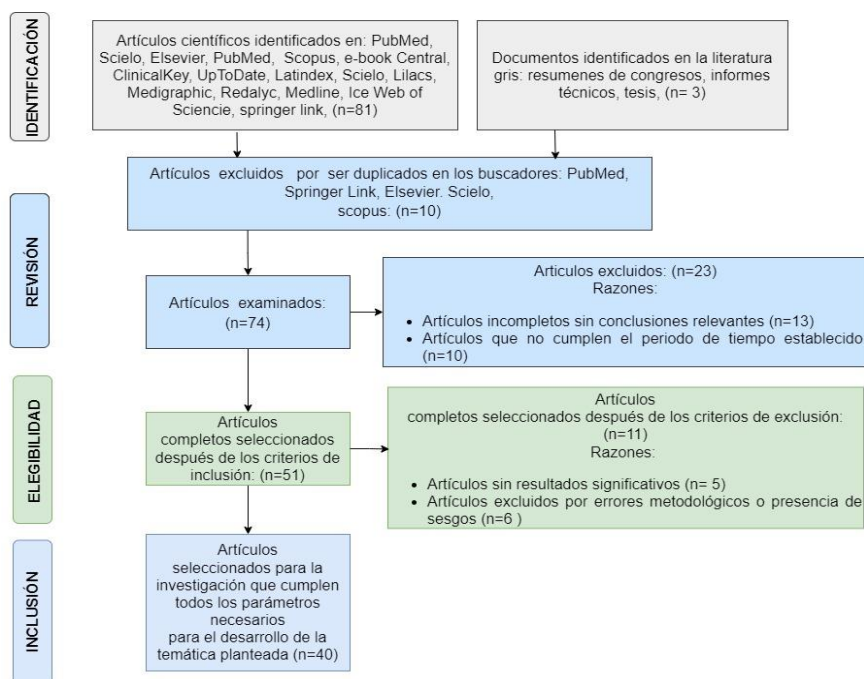 IDENTIFICACIÓN
Artículos científicos identificados en: PubMed,
Scielo, Elsevier, PubMed, Scopus, e-book Central,
ClinicalKey, UpToDate, Latindex, Scielo, Lilacs,
Medigraphic, Redalyc, Medline, Ice Web of
Sciencie, springer link, (n=81)
Documentos identificados en la literatura
gris: resumenes de congresos, informes
técnicos, tesis, (n= 3)
REVISIÓN
Artículos excluidos por ser duplicados en los buscadores: PubMed,
Springer Link, Elsevier. Scielo,
scopus: (n=10)
Artículos examinados:
(n=74)
Articulos excluidos: (n=23)
Razones:
• Artículos incompletos sin conclusiones relevantes (n=13)
• Artículos que no cumplen el periodo de tiempo establecido
(n=10)
ELEGIBILIDAD
Artículos
completos seleccionados
después de los criterios de
inclusión: (n=51)
Artículos
completos seleccionados después de los criterios de exclusión:
(n=11)
Razones:
• Artículos sin resultados significativos (n= 5)
• Artículos excluidos por errores metodológicos o presencia de
sesgos (n=6 )
INCLUSIÓN
Artículos
seleccionados para la
investigación que cumplen
todos los parámetros
necesarios
para el desarrollo de la
temática planteada (n=40)